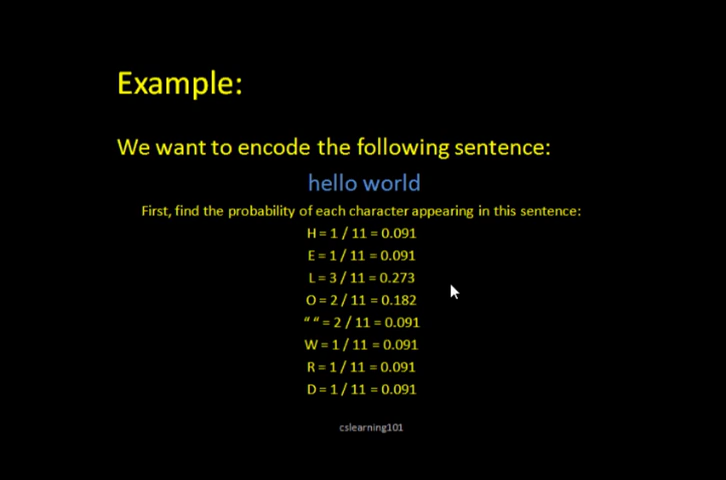 Example:
We want to encode the following sentence:
hello world
First, find the probability of each character appearing in this sentence:
H = 1 / 11 = 0.091
E = 1 / 11 = 0.091
L = 3 / 11 = 0.273
O = 2 / 11 = 0.182
“ “ = 2 / 11 = 0.091
W = 1 / 11 = 0.091
R = 1 / 11 = 0.091
D = 1 / 11 = 0.091
cslearning101